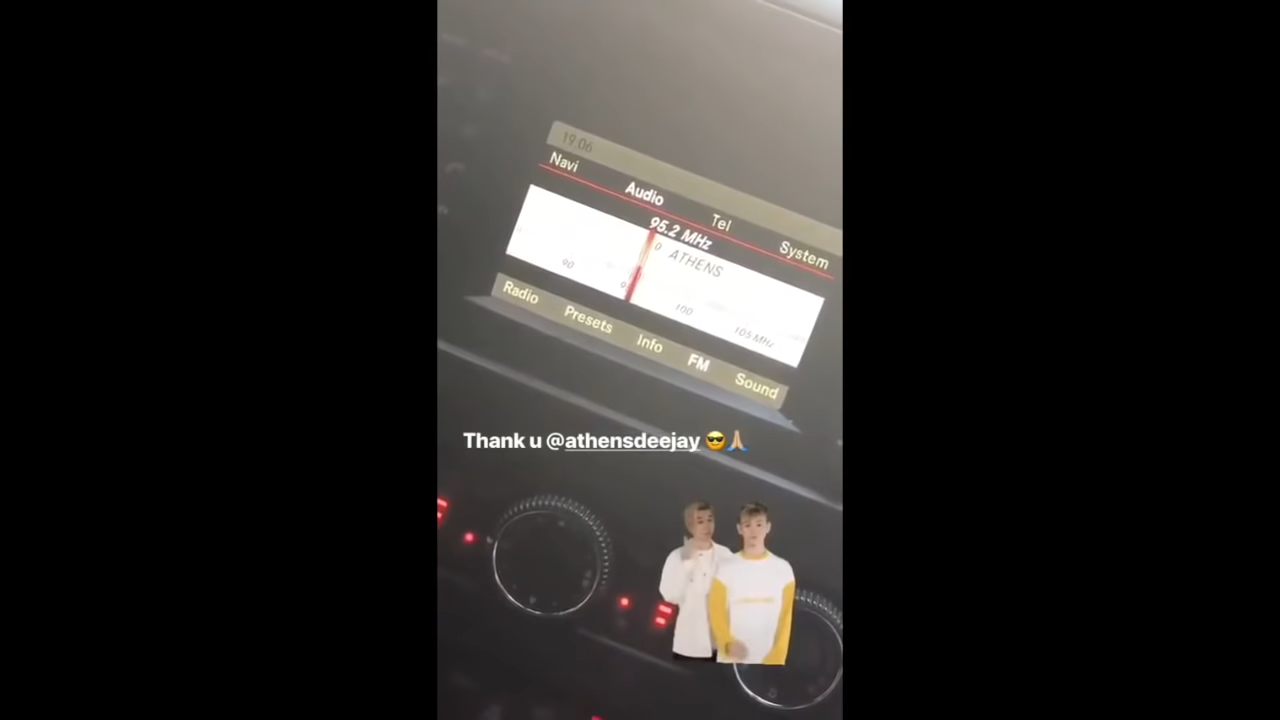 19:06
Navi
Audio
Tel
System
95.2 MHz
ATHENS
90
100
105 MHz
Radio
Presets
Info
FM
Sound
Thank u @athensdeejay 😎🙏🏽